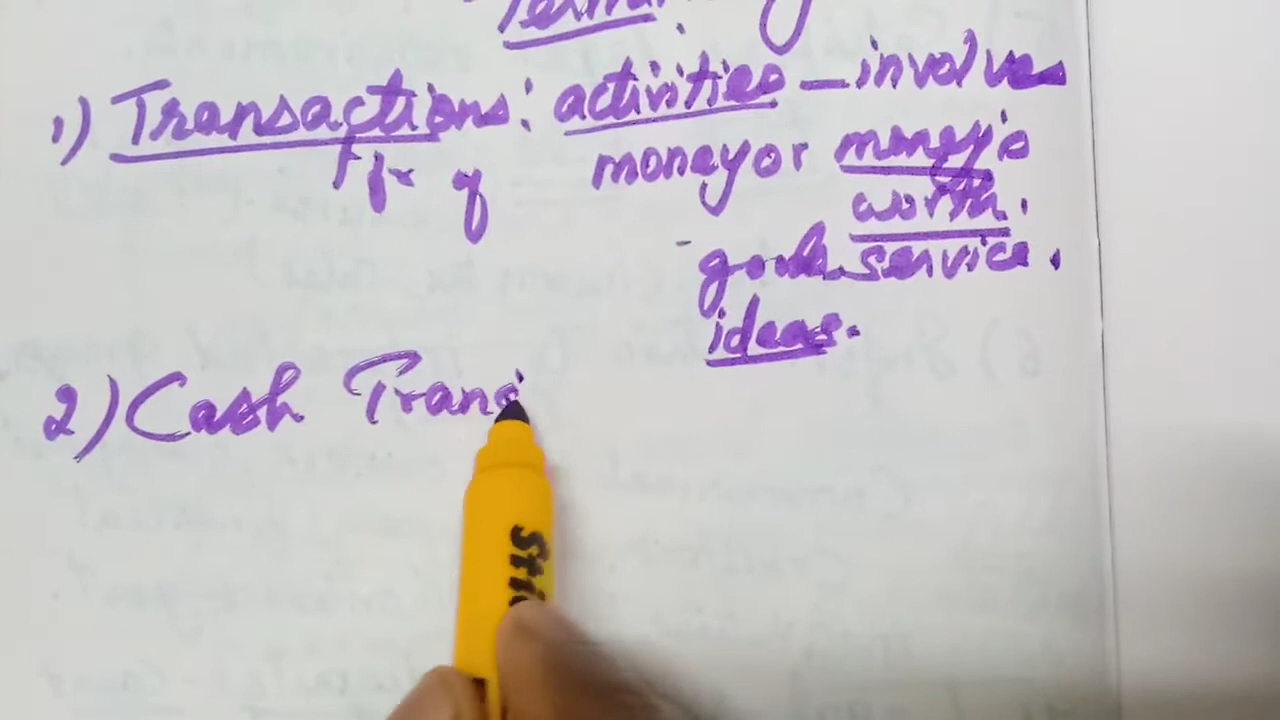 1) Transactions: activities – involves
money or money's
worth.
goods service.
ideas.
2) Cash Trans